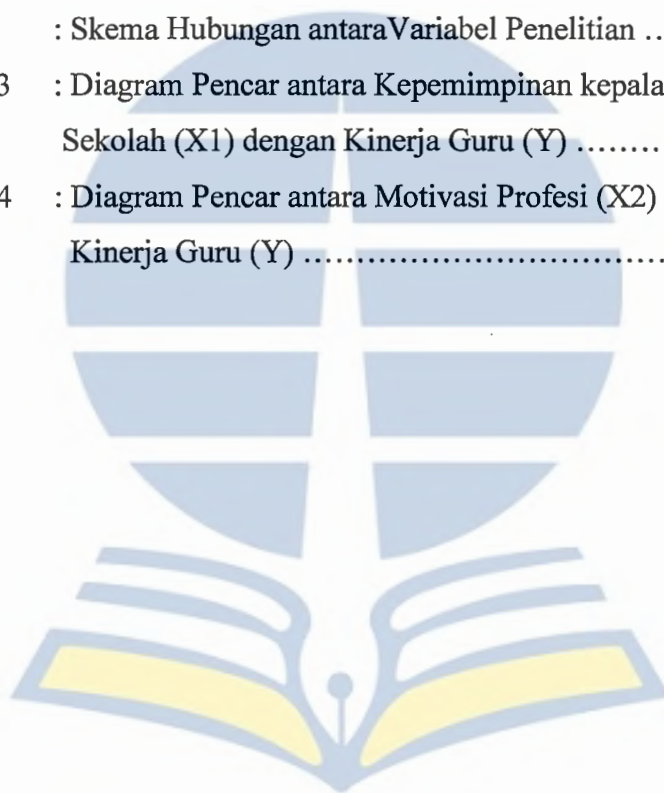 : Skema Hubungan antaraVariabel Penelitian ..
3 : Diagram Pencar antara Kepemimpinan kepala
Sekolah (X1) dengan Kinerja Guru (Y) ........
4 : Diagram Pencar antara Motivasi Profesi (X2)
Kinerja Guru (Y) ..................................